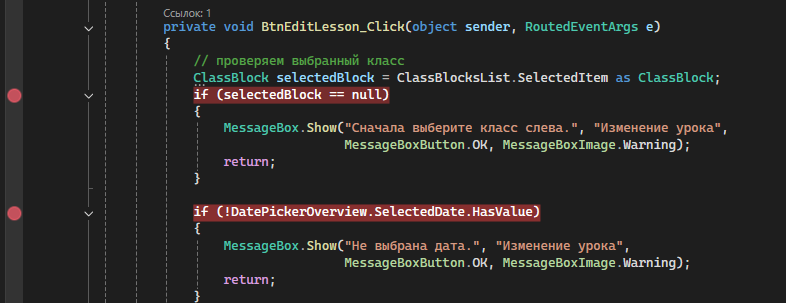 Ссылок: 1
private void BtnEditLesson_Click(object sender, RoutedEventArgs e)
{
// проверяем выбранный класс
ClassBlock selectedBlock = ClassBlocksList.SelectedItem as ClassBlock;
if (selectedBlock == null)
{
MessageBox.Show("Сначала выберите класс слева.", "Изменение урока",
MessageBoxButton.OK, MessageBoxImage.Warning);
return;
}
if (!DatePickerOverview.SelectedDate.HasValue)
{
MessageBox.Show("Не выбрана дата.", "Изменение урока",
MessageBoxButton.OK, MessageBoxImage.Warning);
return;
}